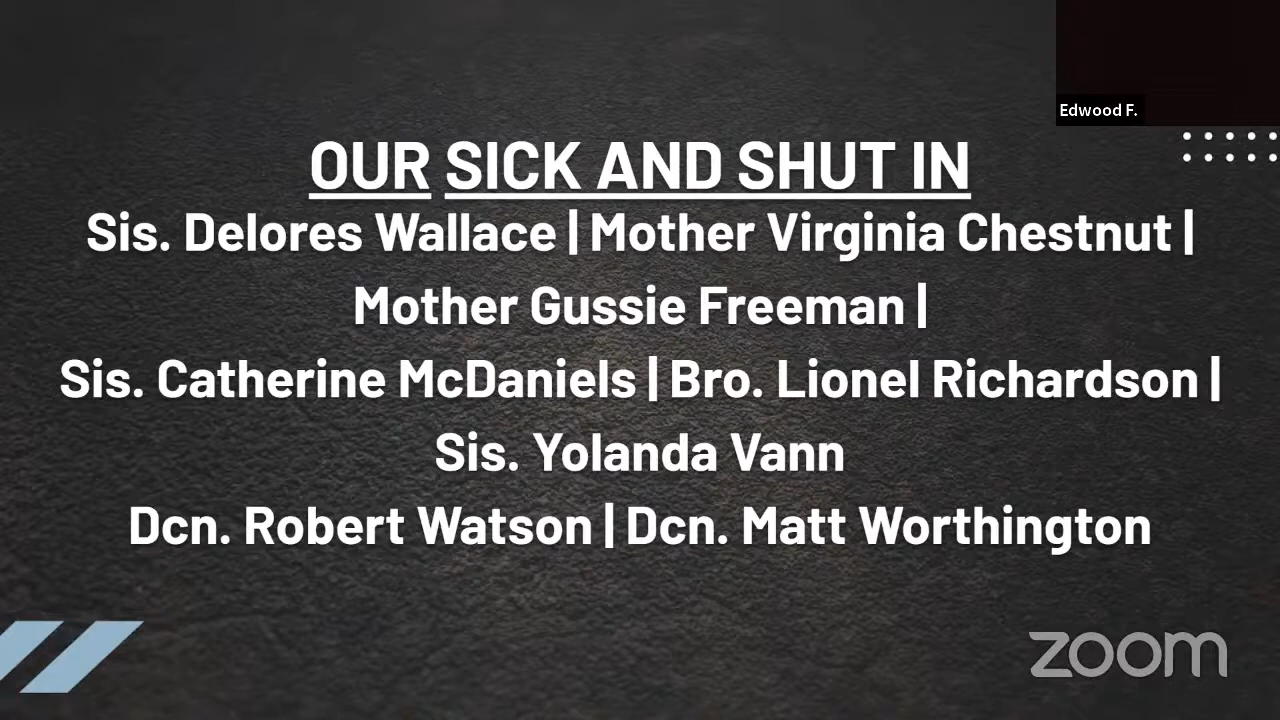 Edwood F.
OUR SICK AND SHUT IN
Sis. Delores Wallace | Mother Virginia Chestnut |
Mother Gussie Freeman |
Sis. Catherine McDaniels | Bro. Lionel Richardson |
Sis. Yolanda Vann
Dcn. Robert Watson | Dcn. Matt Worthington
zoom